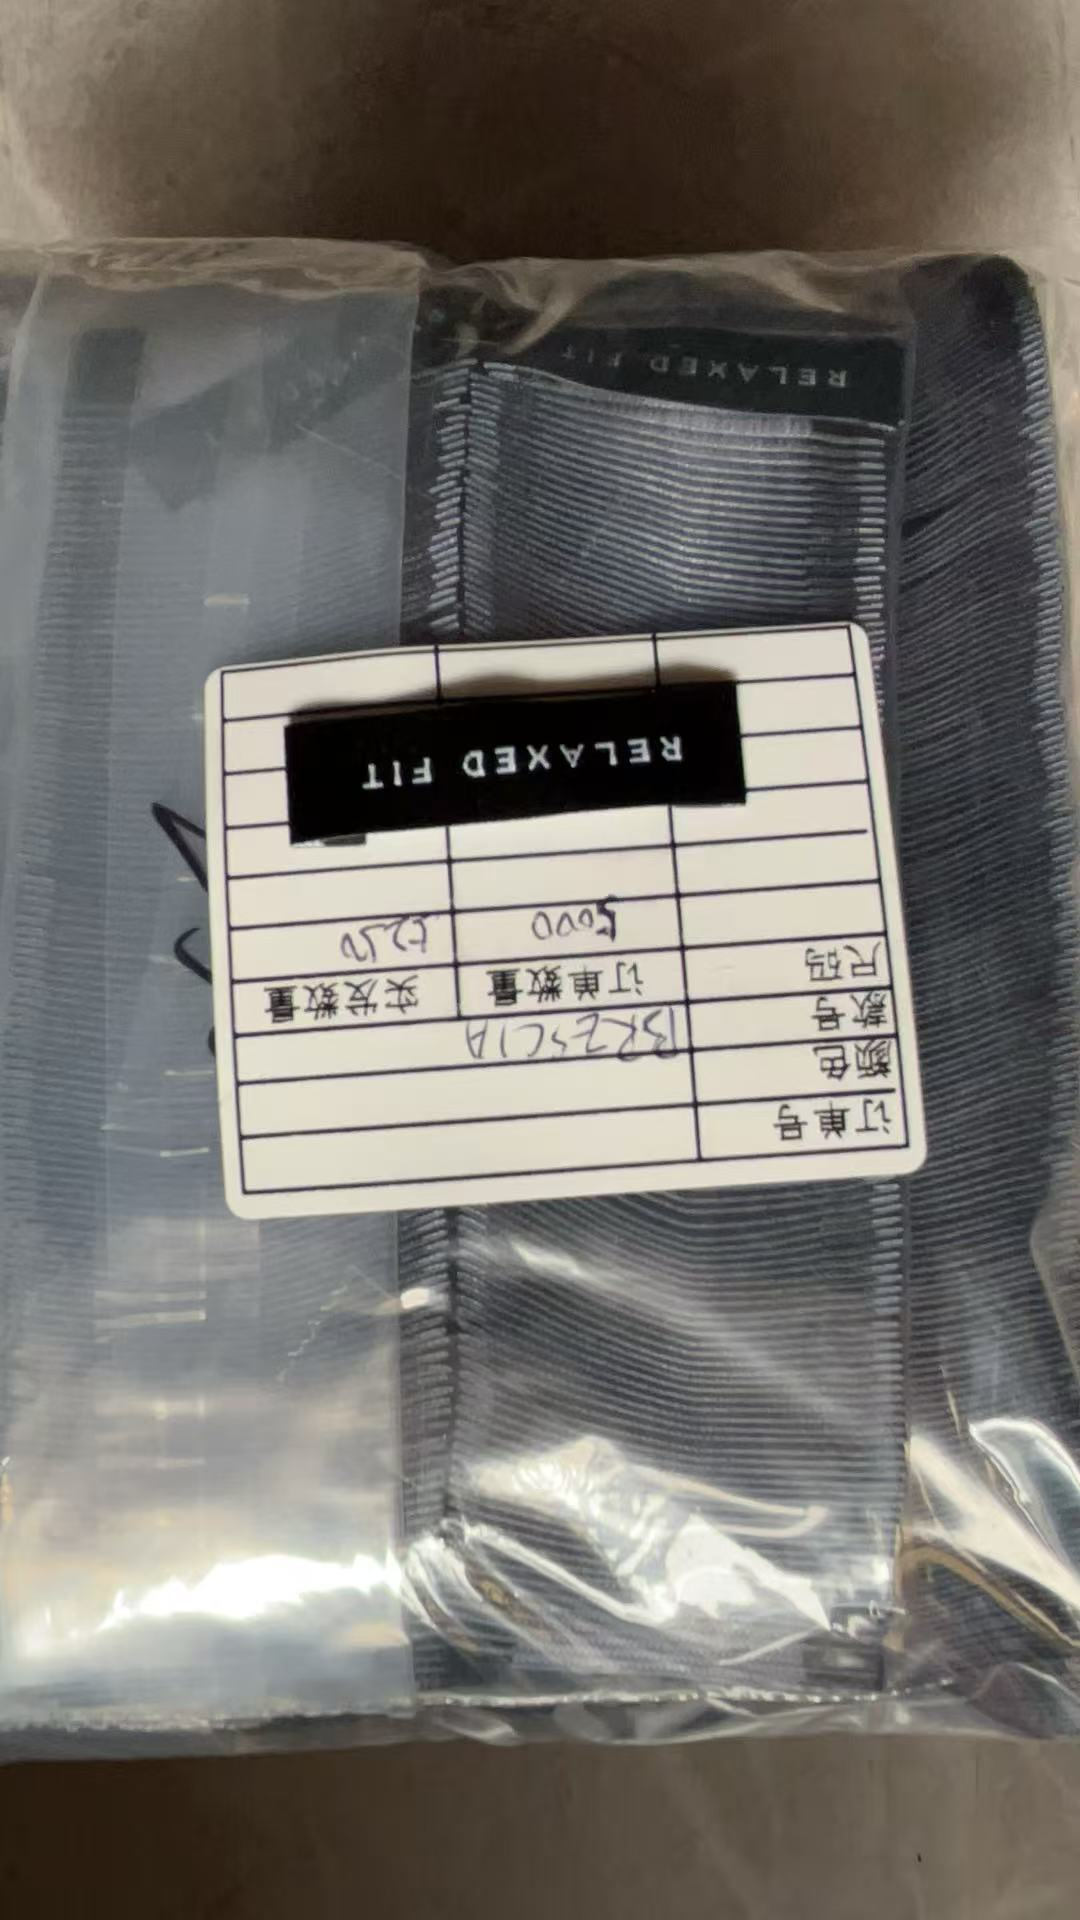 订单号
颜色
款号 BRESCIA
尺码 订单数量 实发数量
5000 5250
RELAXED FIT
RELAXED FIT